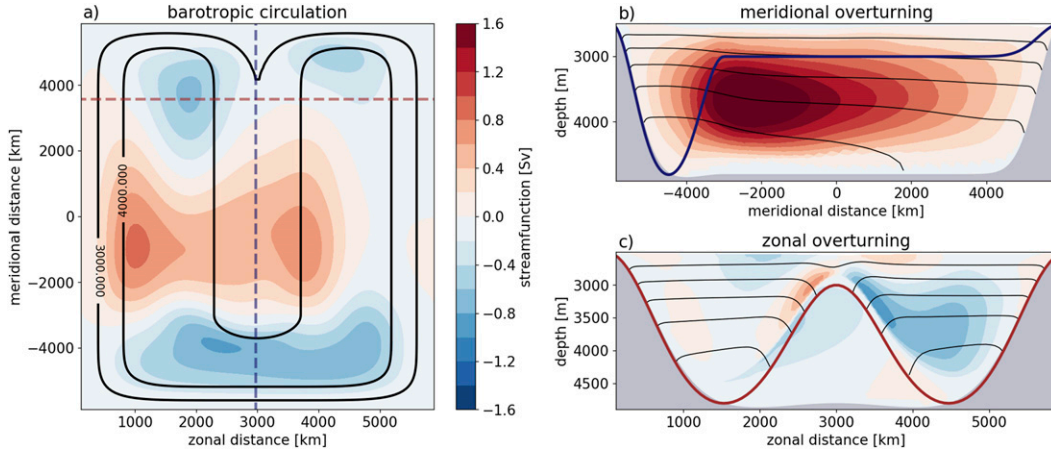 a) barotropic circulation
4000
2000
0
−2000
−4000
meridional distance [km]
4000.000
3000.000
1000 2000 3000 4000 5000
zonal distance [km]
1.6
1.2
0.8
0.4
0.0
−0.4
−0.8
−1.2
−1.6
streamfunction [Sv]
b) meridional overturning
3000
4000
depth [m]
−4000 −2000 0 2000 4000
meridional distance [km]
c) zonal overturning
3000
3500
4000
4500
depth [m]
1000 2000 3000 4000 5000
zonal distance [km]